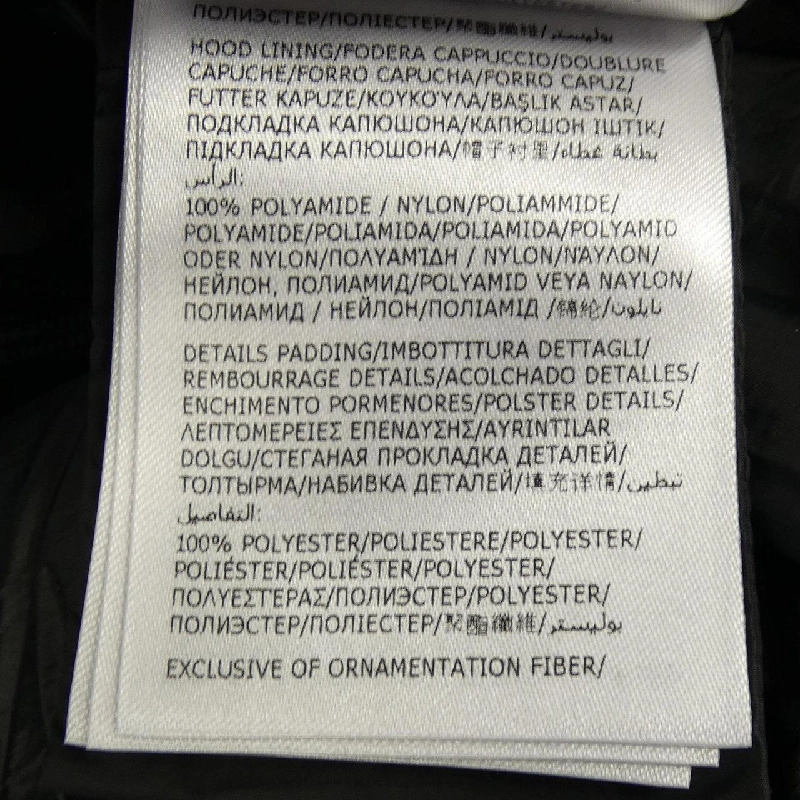 ПОЛИЭСТЕР/ПОЛІЕСТЕР/聚酯纖維/بوليستر/
HOOD LINING/FODERA CAPPUCCIO/DOUBLURE
CAPUCHE/FORRO CAPUCHA/FORRO CAPUZ/
FUTTER KAPUZE/ΚΟΥΚΟΎΛΑ/BAŞLIK ASTAR/
ПОДКЛАДКА КАПЮШОНА/КАПЮШОН ІШТІК/
ПІДКЛАДКА КАПЮШОНА/帽子衬里/بطانة غطاء
الرأس:
100% POLYAMIDE / NYLON/POLIAMMIDE/
POLYAMIDE/POLIAMIDA/POLIAMIDA/POLYAMID
ODER NYLON/ΠΟΛΥΑΜΊΔΗ / NYLON/ΝΆΥΛΟΝ/
НЕЙЛОН, ПОЛИАМИД/POLYAMID VEYA NAYLON/
ПОЛИАМИД / НЕЙЛОН/ПОЛІАМІД /锦纶/نايلون/
DETAILS PADDING/IMBOTTITURA DETTAGLI/
REMBOURRAGE DETAILS/ACOLCHADO DETALLES/
ENCHIMENTO PORMENORES/POLSTER DETAILS/
ΛΕΠΤΟΜΕΡΕΙΕΣ ΕΠΕΝΔΥΣΗΣ/AYRINTILAR
DOLGU/СТЕГАНАЯ ПРОКЛАДКА ДЕТАЛЕЙ/
ТОЛТЫРМА/НАБИВКА ДЕТАЛЕЙ/填充详情/تبطين
التفاصيل:
100% POLYESTER/POLIESTERE/POLYESTER/
POLIÉSTER/POLIÉSTER/POLYESTER/
ΠΟΛΥΕΣΤΕΡΑΣ/ПОЛИЭСТЕР/POLYESTER/
ПОЛИЭСТЕР/ПОЛІЕСТЕР/聚酯纖維/بوليستر/
EXCLUSIVE OF ORNAMENTATION FIBER/